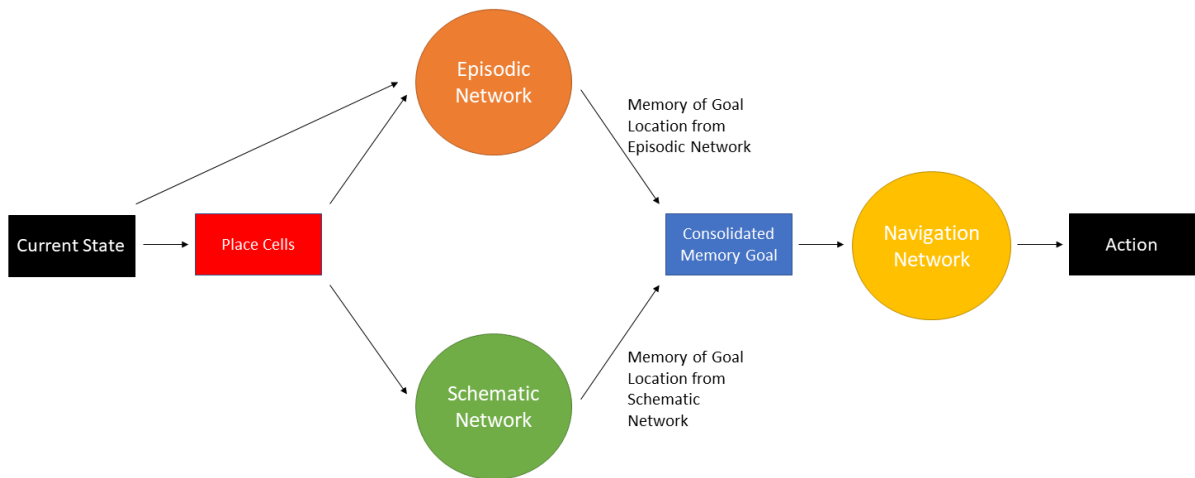 Episodic
Network
Memory of Goal
Location from
Episodic Network
Current State
Place Cells
Consolidated
Memory Goal
Navigation
Network
Action
Schematic
Network
Memory of Goal
Location from
Schematic
Network